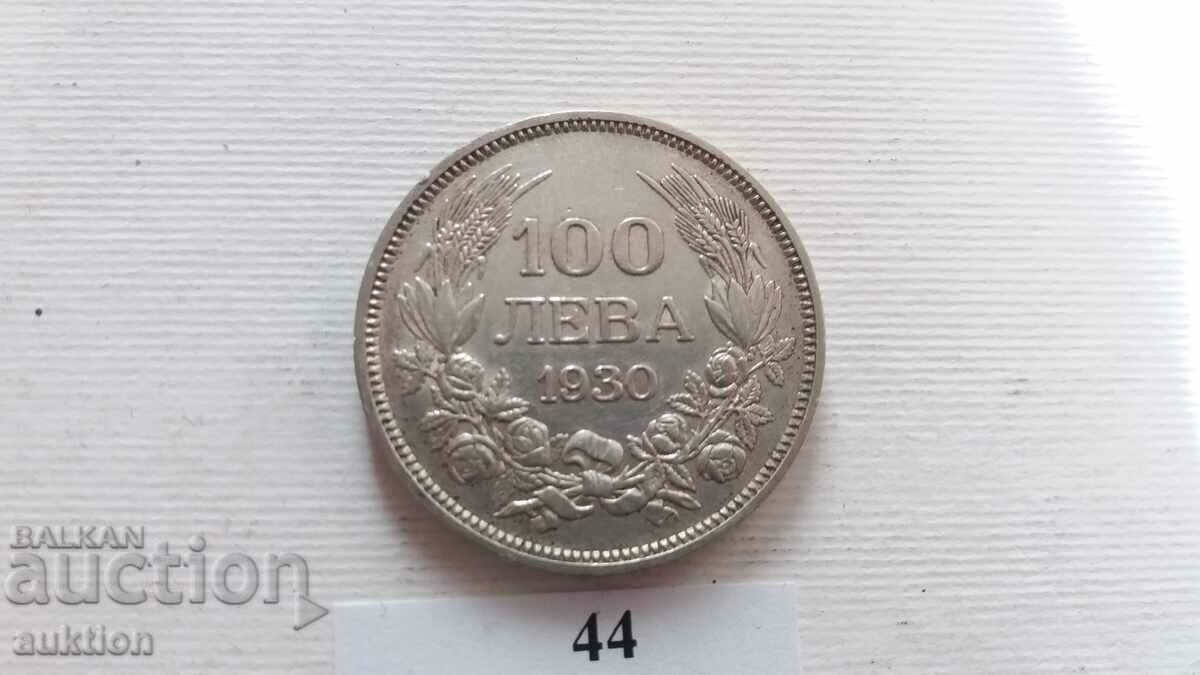 100
ЛЕВА
1930
BALKAN
auction
auktion
44